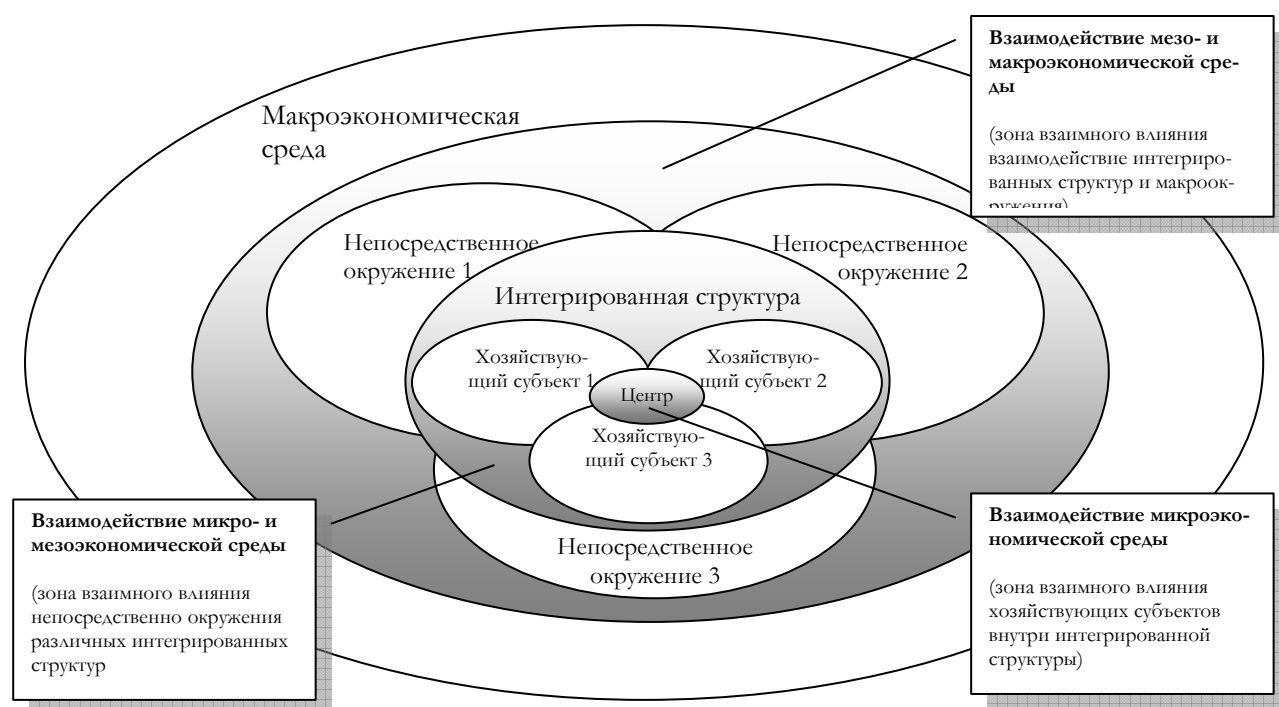 Взаимодействие мезо- и
макроэкономической сре-
ды
(зона взаимного влияния
взаимодействие интегриро-
ванных структур и макроок-
ружения)
Макроэкономическая
среда
Непосредственное
окружение 1
Непосредственное
окружение 2
Интегрированная структура
Хозяйствую-
щий субъект 1
Хозяйствую-
щий субъект 2
Центр
Хозяйствую-
щий субъект 3
Непосредственное
окружение 3
Взаимодействие микро- и
мезоэкономической среды
(зона взаимного влияния
непосредственно окружения
различных интегрированных
структур
Взаимодействие микроэко-
номической среды
(зона взаимного влияния
хозяйствующих субъектов
внутри интегрированной
структуры)